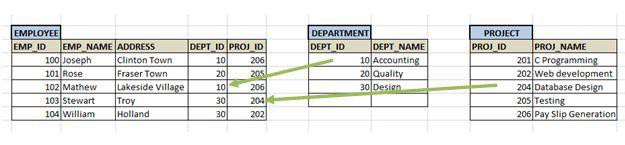 EMPLOYEE DEPARTMENT PROJECT
EMP_ID EMP_NAME ADDRESS DEPT_ID PROJ_ID DEPT_ID DEPT_NAME PROJ_ID PROJ_NAME
100 Joseph Clinton Town 10 206 10 Accounting 201 C Programming
101 Rose Fraser Town 20 205 20 Quality 202 Web development
102 Mathew Lakeside Village 10 206 30 Design 204 Database Design
103 Stewart Troy 30 204 205 Testing
104 William Holland 30 202 206 Pay Slip Generation